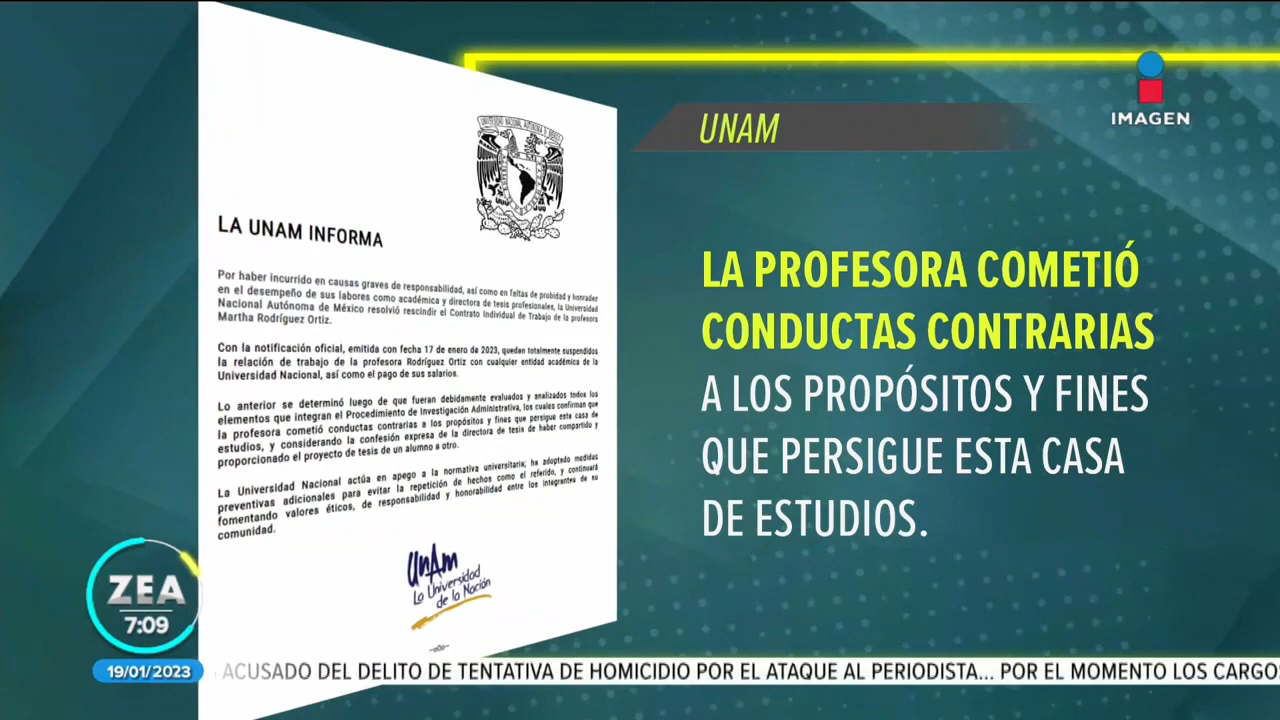 IMAGEN
UNAM
LA PROFESORA COMETIÓ
CONDUCTAS CONTRARIAS
A LOS PROPÓSITOS Y FINES
QUE PERSIGUE ESTA CASA
DE ESTUDIOS.
LA UNAM INFORMA
Por haber incurrido en causas graves de responsabilidad, así como en faltas de probidad y honradez
en el desempeño de sus labores como académica y directora de tesis profesionales, la Universidad
Nacional Autónoma de México resolvió rescindir el Contrato Individual de Trabajo de la profesora
Martha Rodríguez Ortiz.
Con la notificación oficial, emitida con fecha 17 de enero de 2023, quedan totalmente suspendidos
la relación de trabajo de la profesora Rodríguez Ortiz con cualquier entidad académica de la
Universidad Nacional, así como el pago de sus salarios.
Lo anterior se determinó luego de que fueran debidamente evaluados y analizados todos los
elementos que integran el Procedimiento de Investigación Administrativa, los cuales confirman que
la profesora cometió conductas contrarias a los propósitos y fines que persigue esta casa de
estudios, y considerando la confesión expresa de la directora de tesis de haber compartido y
proporcionado el proyecto de tesis de un alumno a otro.
La Universidad Nacional actúa en apego a la normativa universitaria; ha adoptado medidas
preventivas adicionales para evitar la repetición de hechos como el referido, y continuará
fomentando valores éticos, de responsabilidad y honorabilidad entre los integrantes de su
comunidad.
UnAm
La Universidad
de la Nación
—oOo—
ZEA
7:09
19/01/2023
ACUSADO DEL DELITO DE TENTATIVA DE HOMICIDIO POR EL ATAQUE AL PERIODISTA... POR EL MOMENTO LOS CARGOS